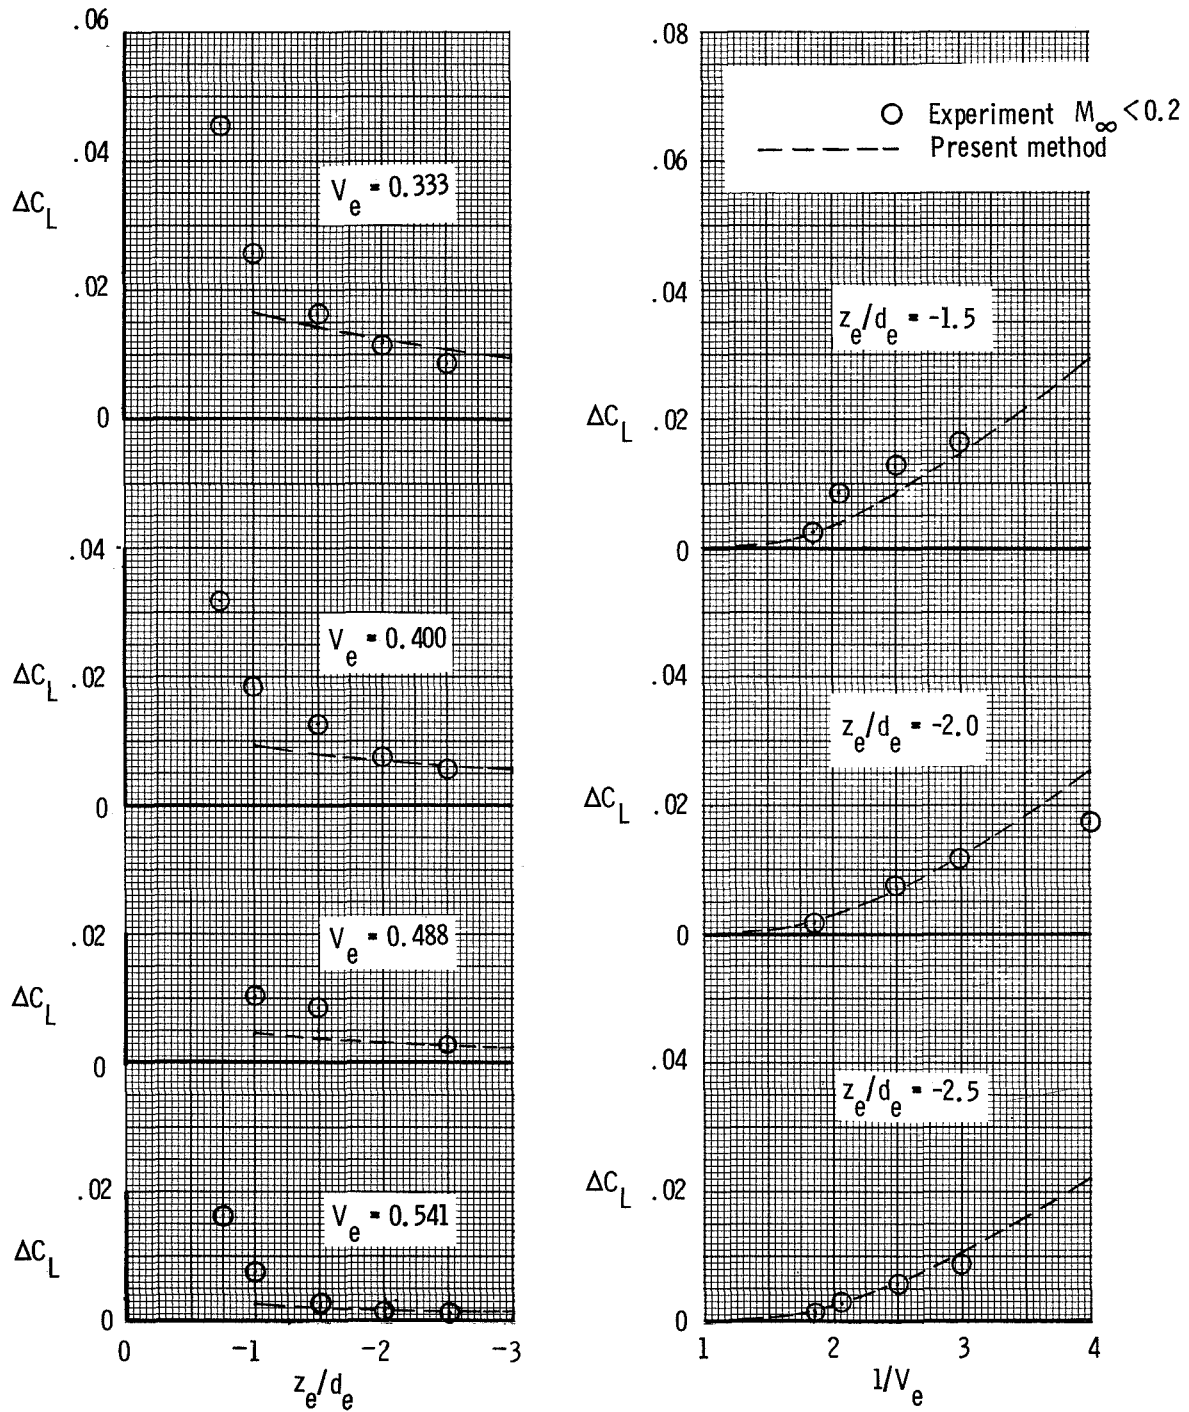 .06
.04
ΔC_L
V_e = 0.333
.02
0
.04
V_e = 0.400
ΔC_L
.02
0
.02
V_e = 0.488
ΔC_L
0
.02
V_e = 0.541
ΔC_L
0
0 -1 -2 -3
z_e/d_e
.08
Experiment M_∞ < 0.2
Present method
.06
.04
z_e/d_e = -1.5
ΔC_L .02
0
.04
z_e/d_e = -2.0
ΔC_L .02
0
.04
z_e/d_e = -2.5
ΔC_L .02
0
1 2 3 4
1/V_e